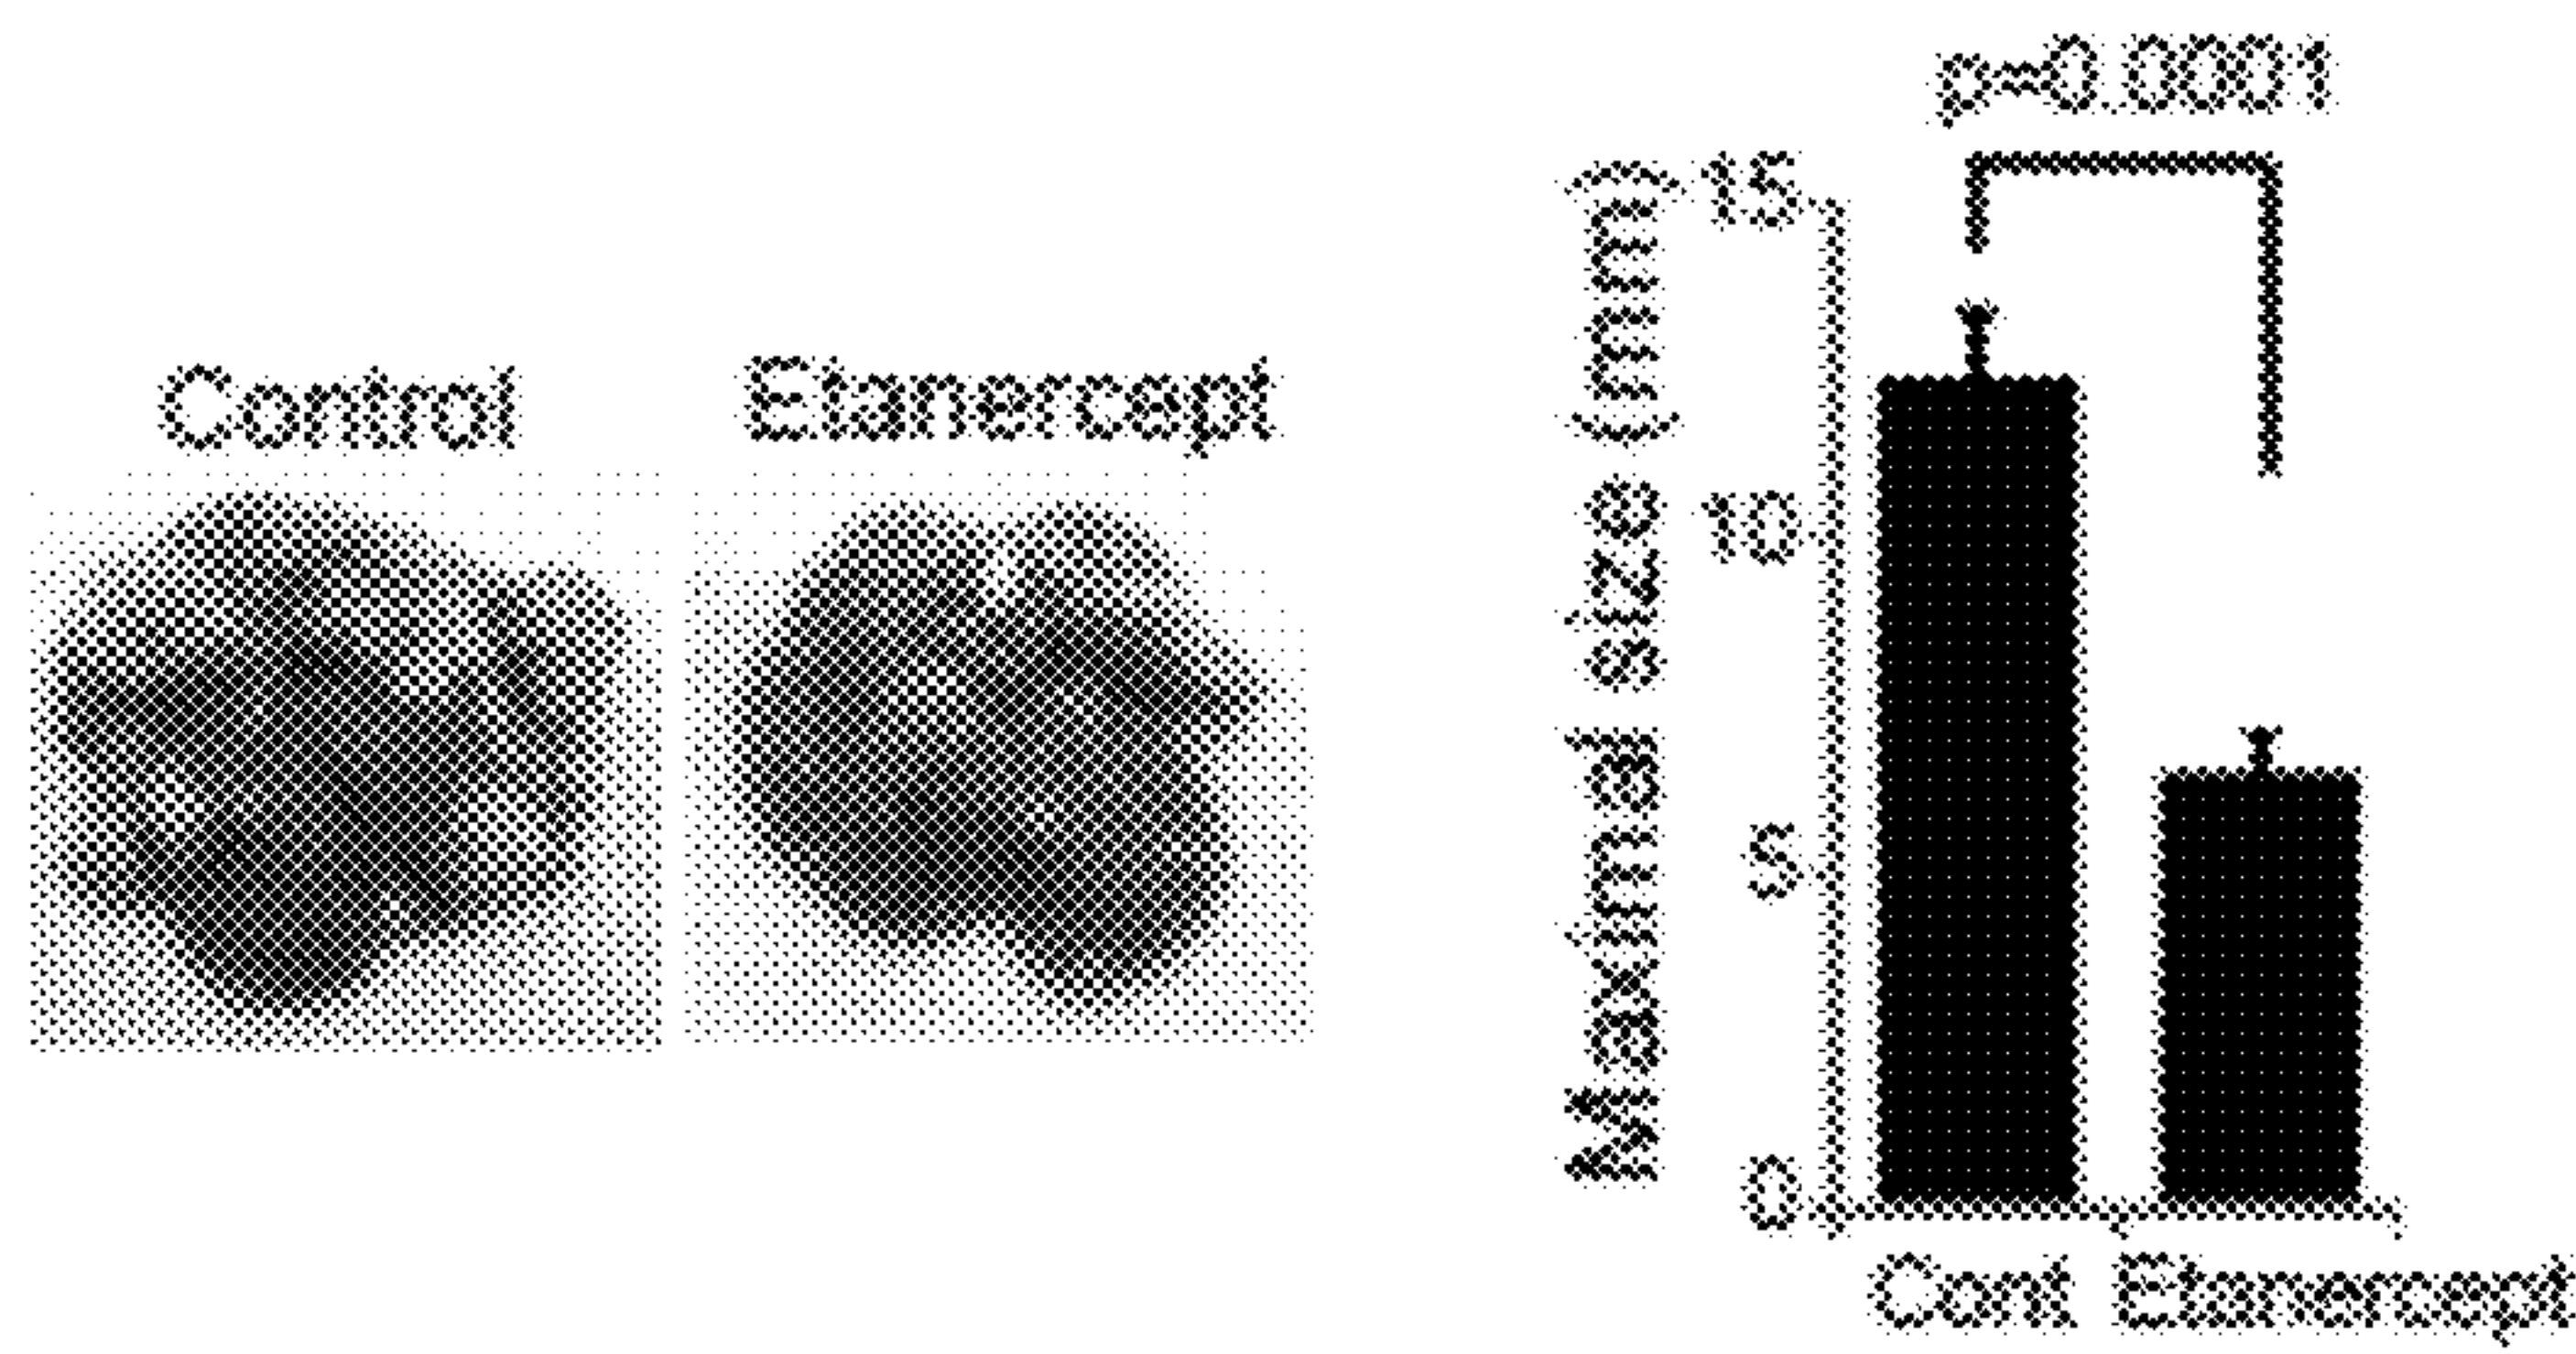 Control
Etanercept
p=0.0001
Maximal size (mm)
15
10
5
0
Cont
Etanercept